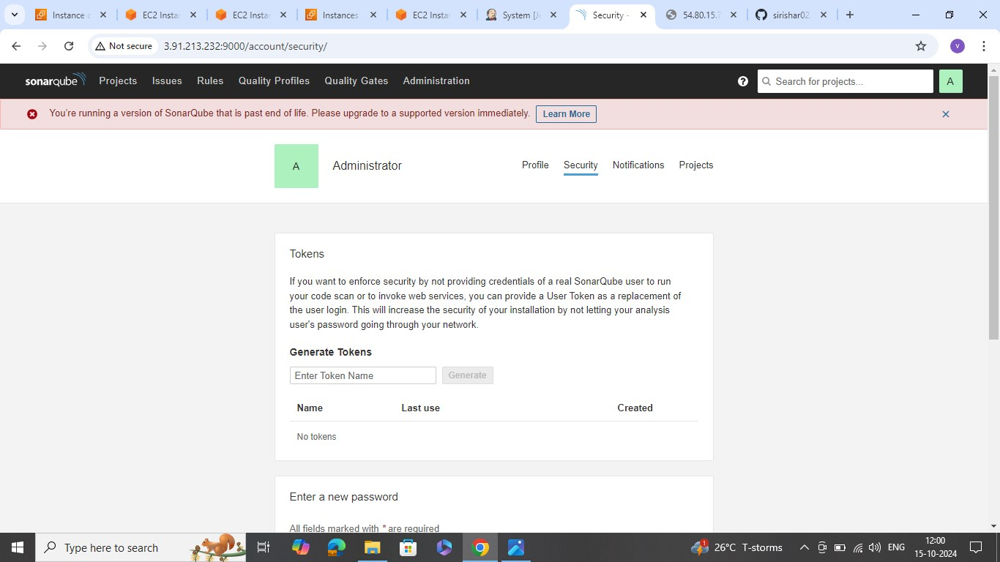 Instance c
EC2 Instan
EC2 Instan
Instances
EC2 Instan
System [Je
Security -
54.80.15.7
sirishar02
Not secure
3.91.213.232:9000/account/security/
V
sonarqube
Projects
Issues
Rules
Quality Profiles
Quality Gates
Administration
?
Search for projects...
A
You're running a version of SonarQube that is past end of life. Please upgrade to a supported version immediately.
Learn More
A
Administrator
Profile
Security
Notifications
Projects
Tokens
If you want to enforce security by not providing credentials of a real SonarQube user to run
your code scan or to invoke web services, you can provide a User Token as a replacement of
the user login. This will increase the security of your installation by not letting your analysis
user's password going through your network.
Generate Tokens
Enter Token Name
Generate
Name
Last use
Created
No tokens
Enter a new password
All fields marked with * are required
Type here to search
1
26°C T-storms
ENG
12:00
15-10-2024